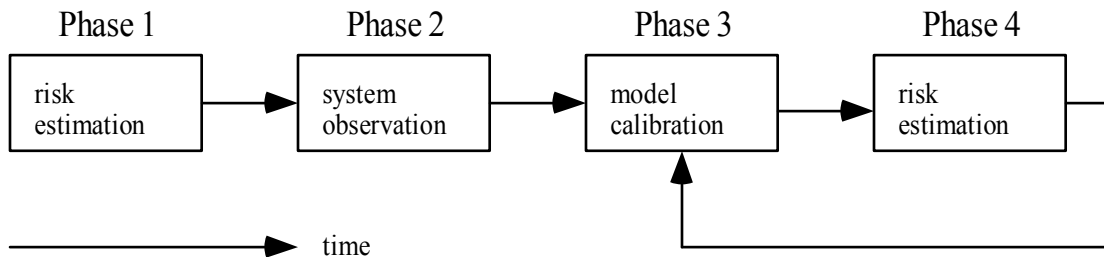 Phase 1
Phase 2
Phase 3
Phase 4
risk
estimation
system
observation
model
calibration
risk
estimation
time